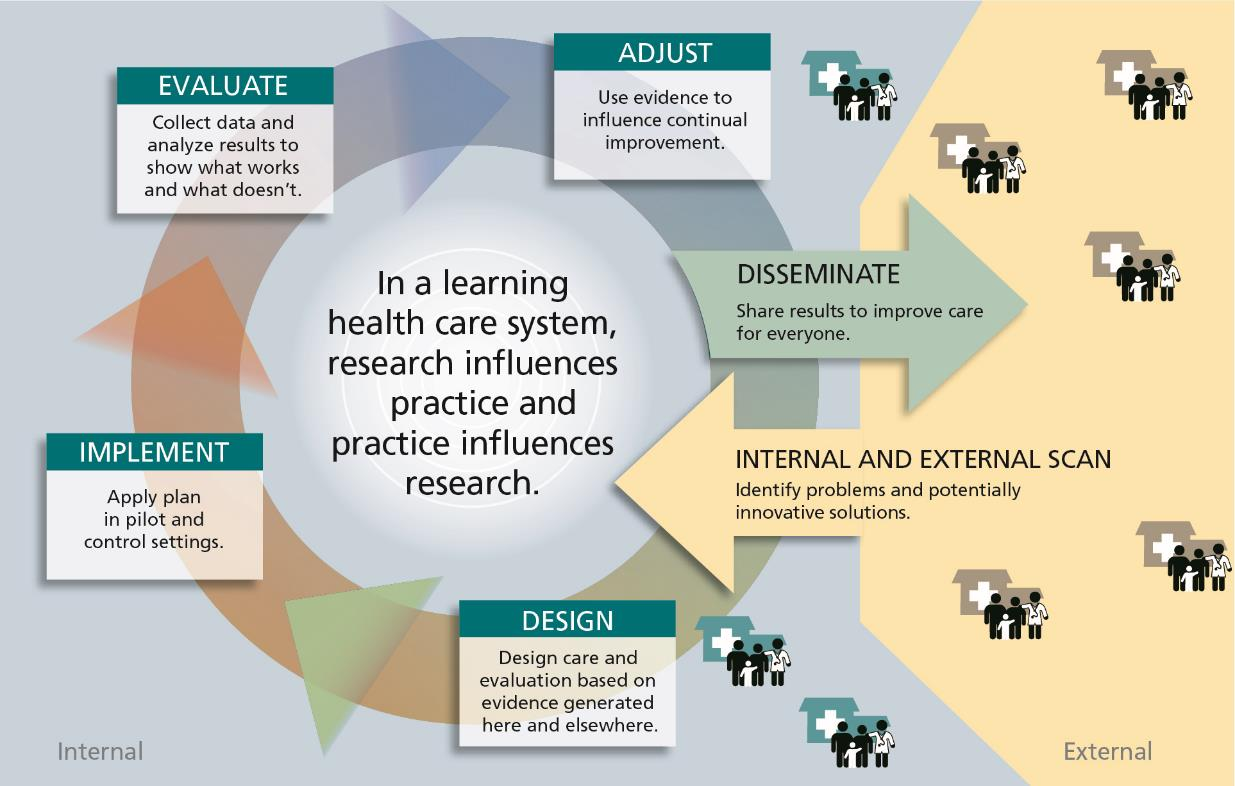 EVALUATE
Collect data and
analyze results to
show what works
and what doesn't.
ADJUST
Use evidence to
influence continual
improvement.
In a learning
health care system,
research influences
practice and
practice influences
research.
DISSEMINATE
Share results to improve care
for everyone.
INTERNAL AND EXTERNAL SCAN
Identify problems and potentially
innovative solutions.
IMPLEMENT
Apply plan
in pilot and
control settings.
DESIGN
Design care and
evaluation based on
evidence generated
here and elsewhere.
Internal
External